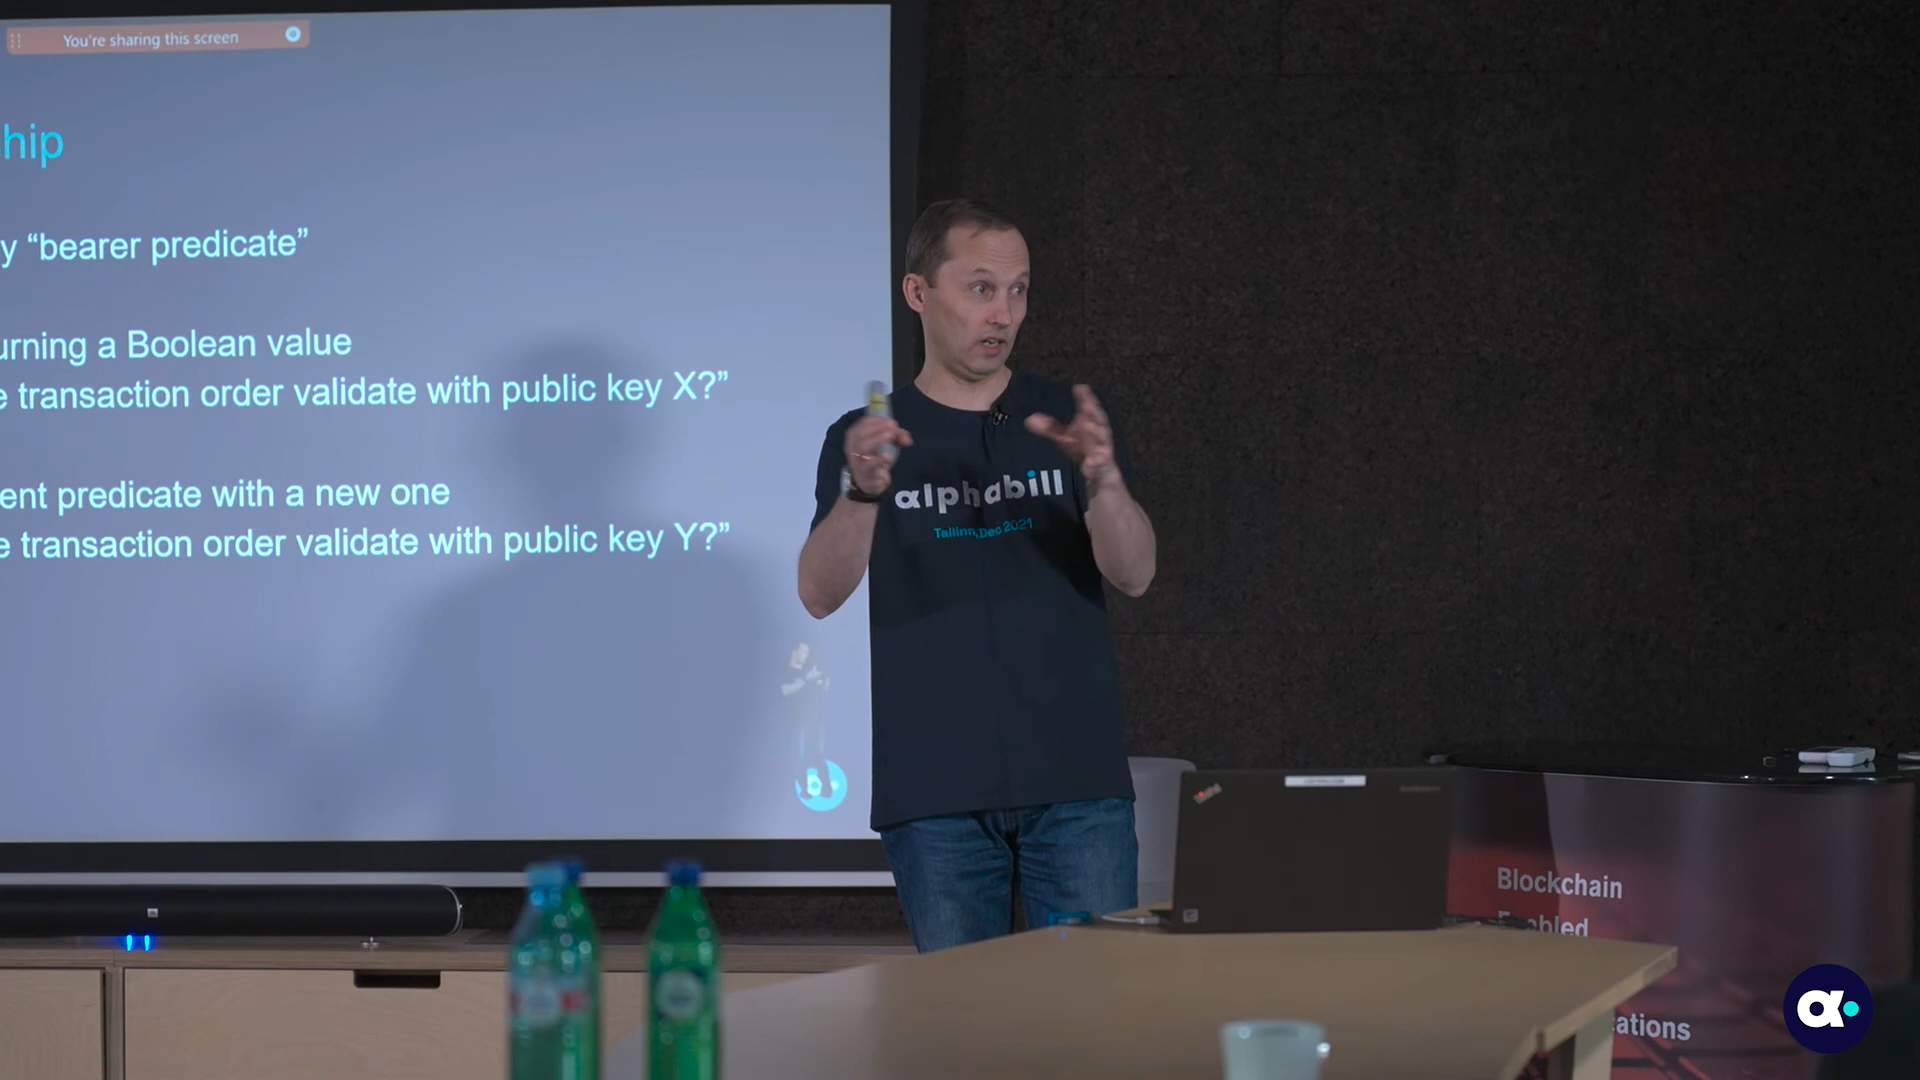 You're sharing this screen
hip
y “bearer predicate”
urning a Boolean value
e transaction order validate with public key X?”
ent predicate with a new one
e transaction order validate with public key Y?”
alphabill
Tallinn, Dec 2021
Blockchain
ications